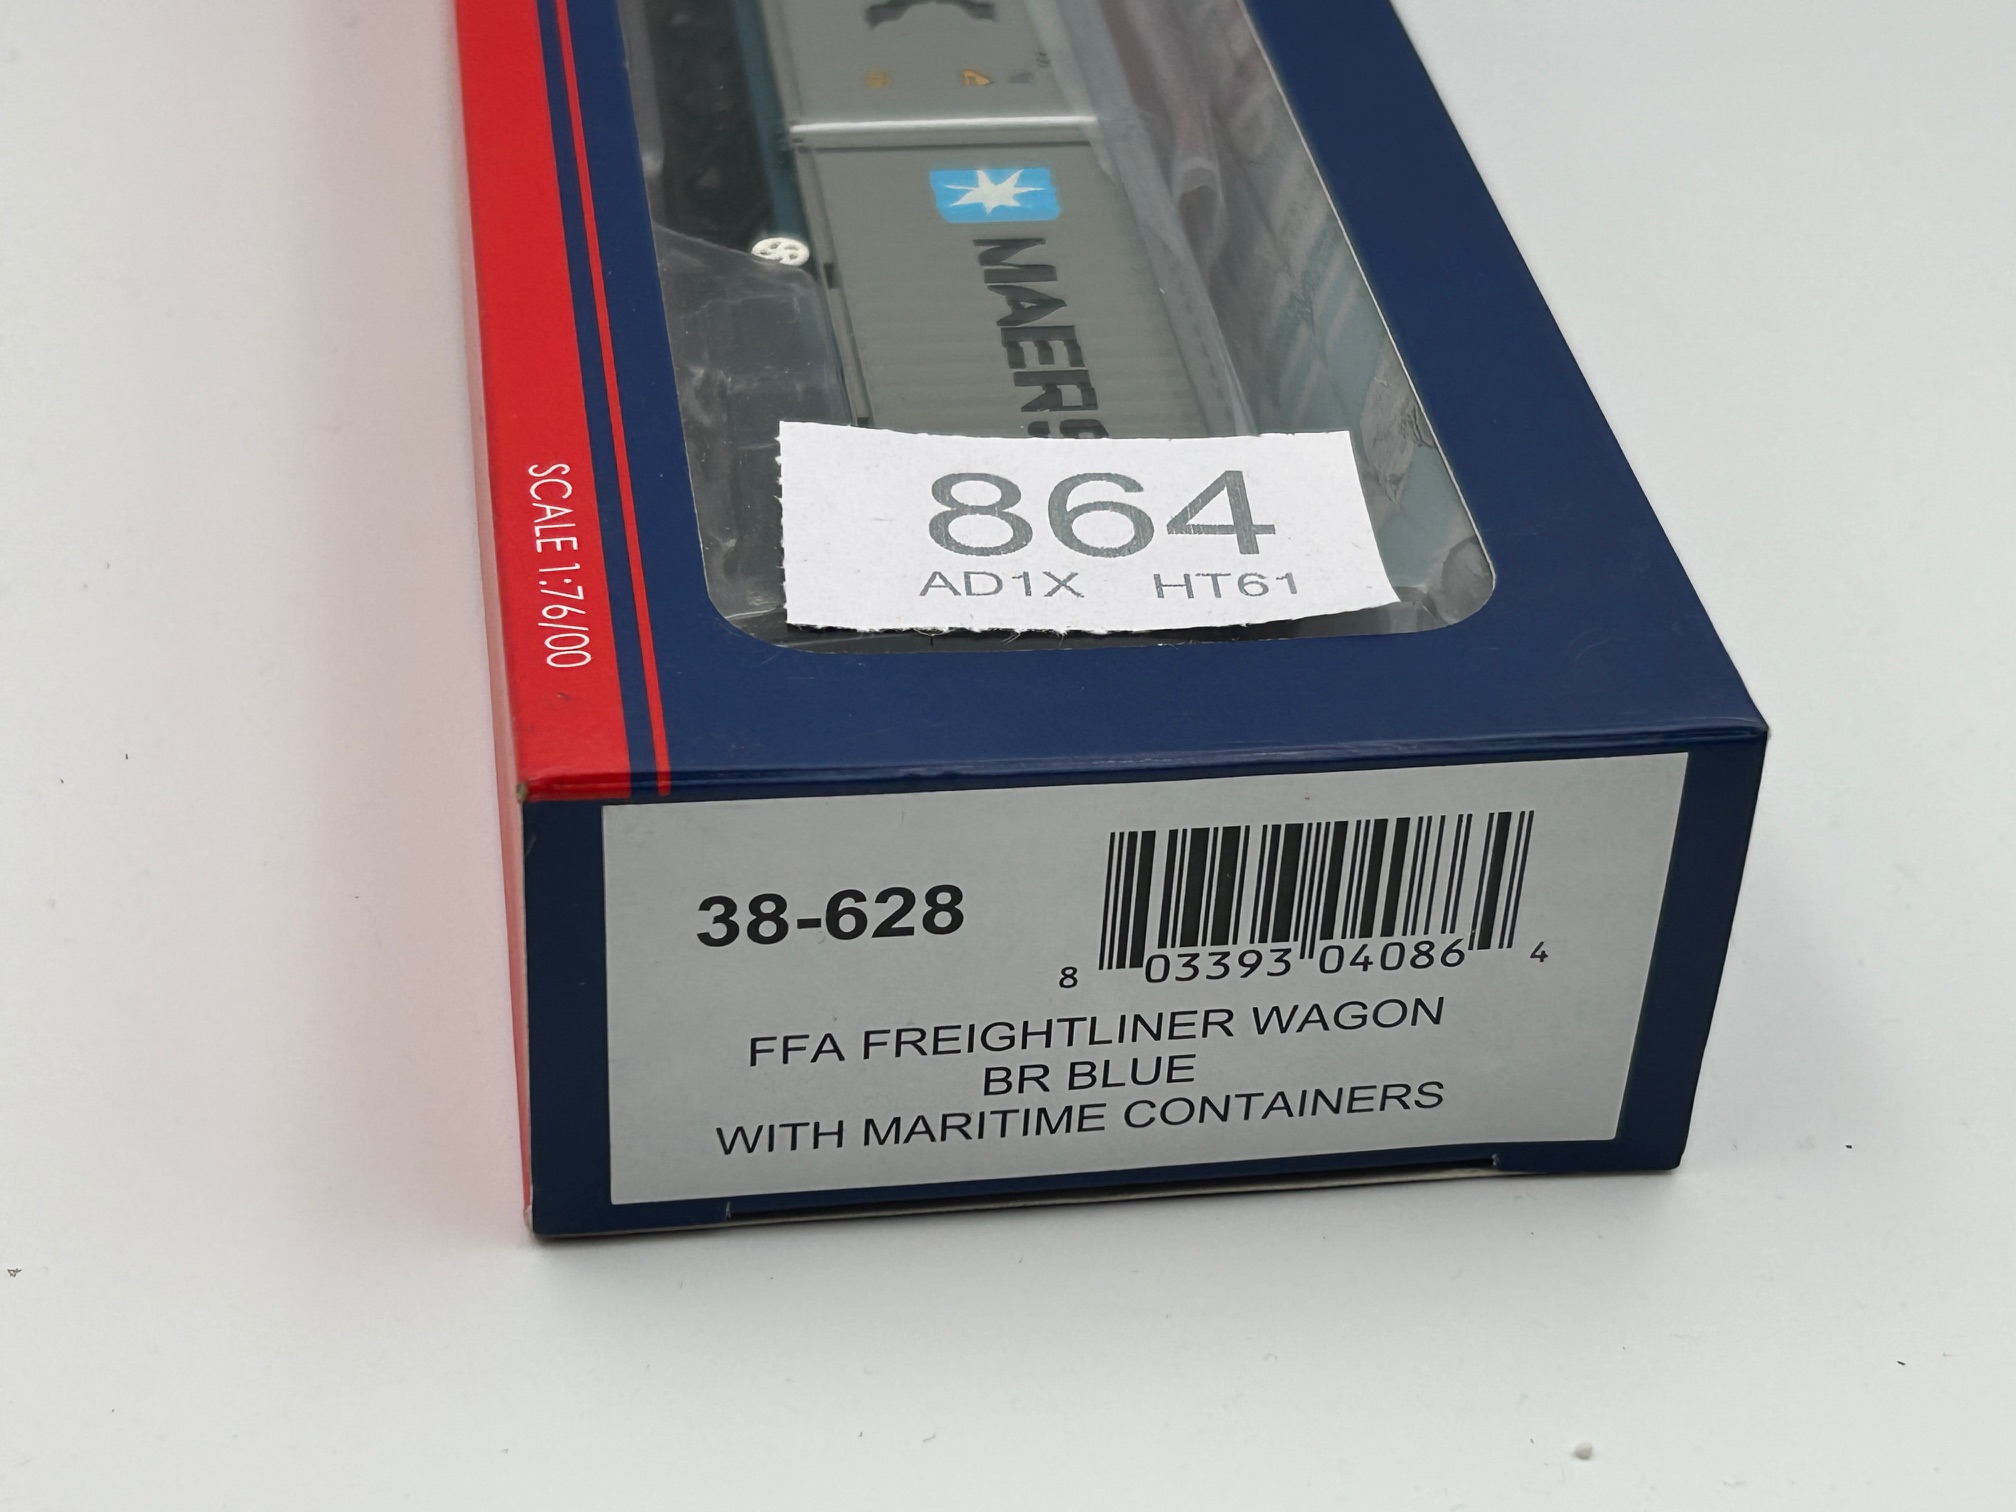 MAERS
864
AD1X HT61
SCALE 1:76/OO
38-628
8 03393 04086 4
FFA FREIGHTLINER WAGON
BR BLUE
WITH MARITIME CONTAINERS